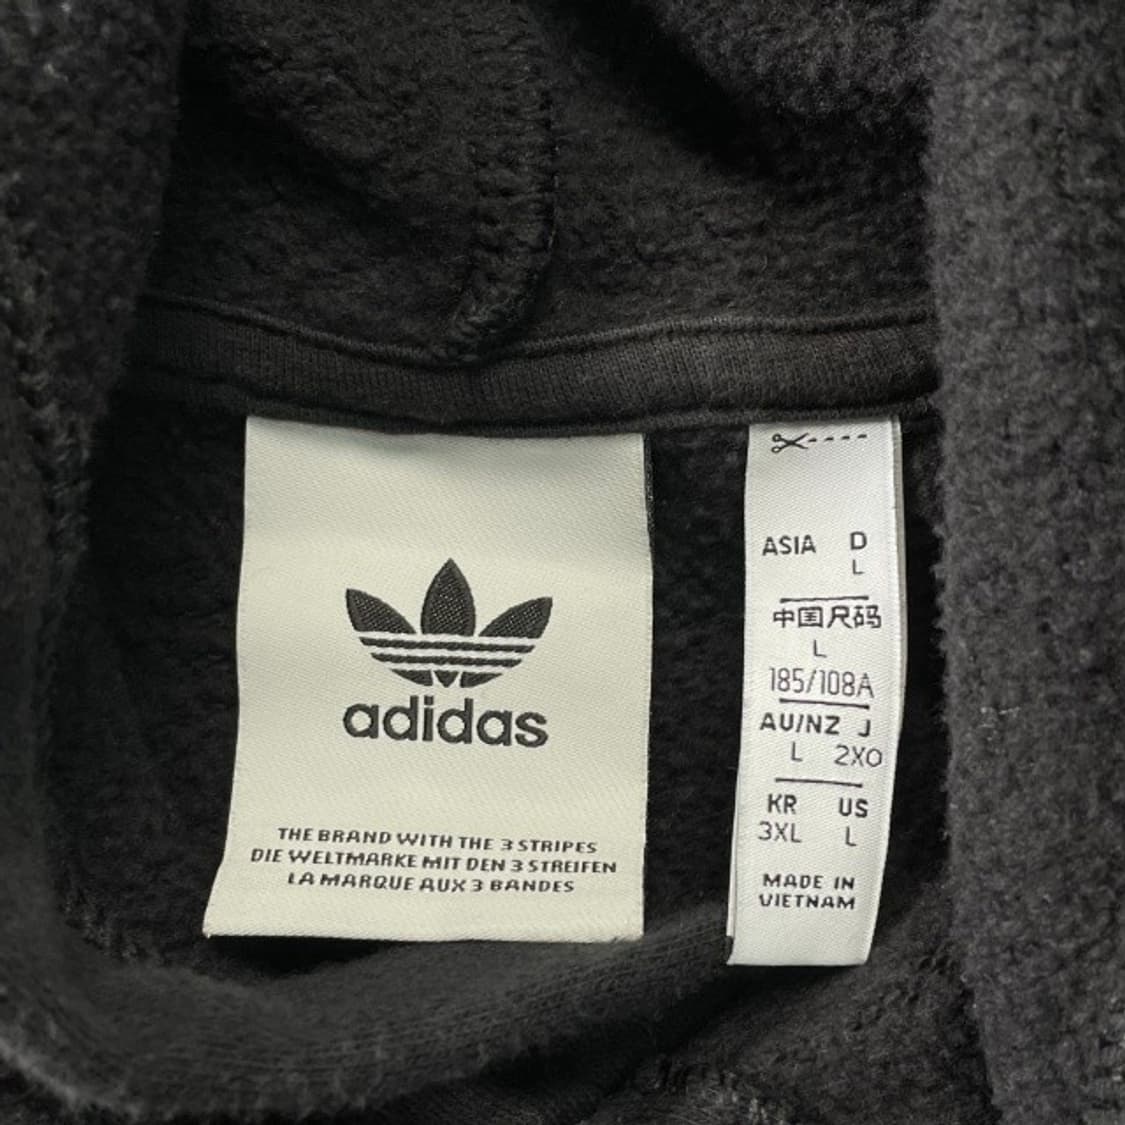 adidas
THE BRAND WITH THE 3 STRIPES
DIE WELTMARKE MIT DEN 3 STREIFEN
LA MARQUE AUX 3 BANDES
ASIA D
L
中国尺码
L
185/108A
AU/NZ J
L 2XO
KR US
3XL L
MADE IN
VIETNAM